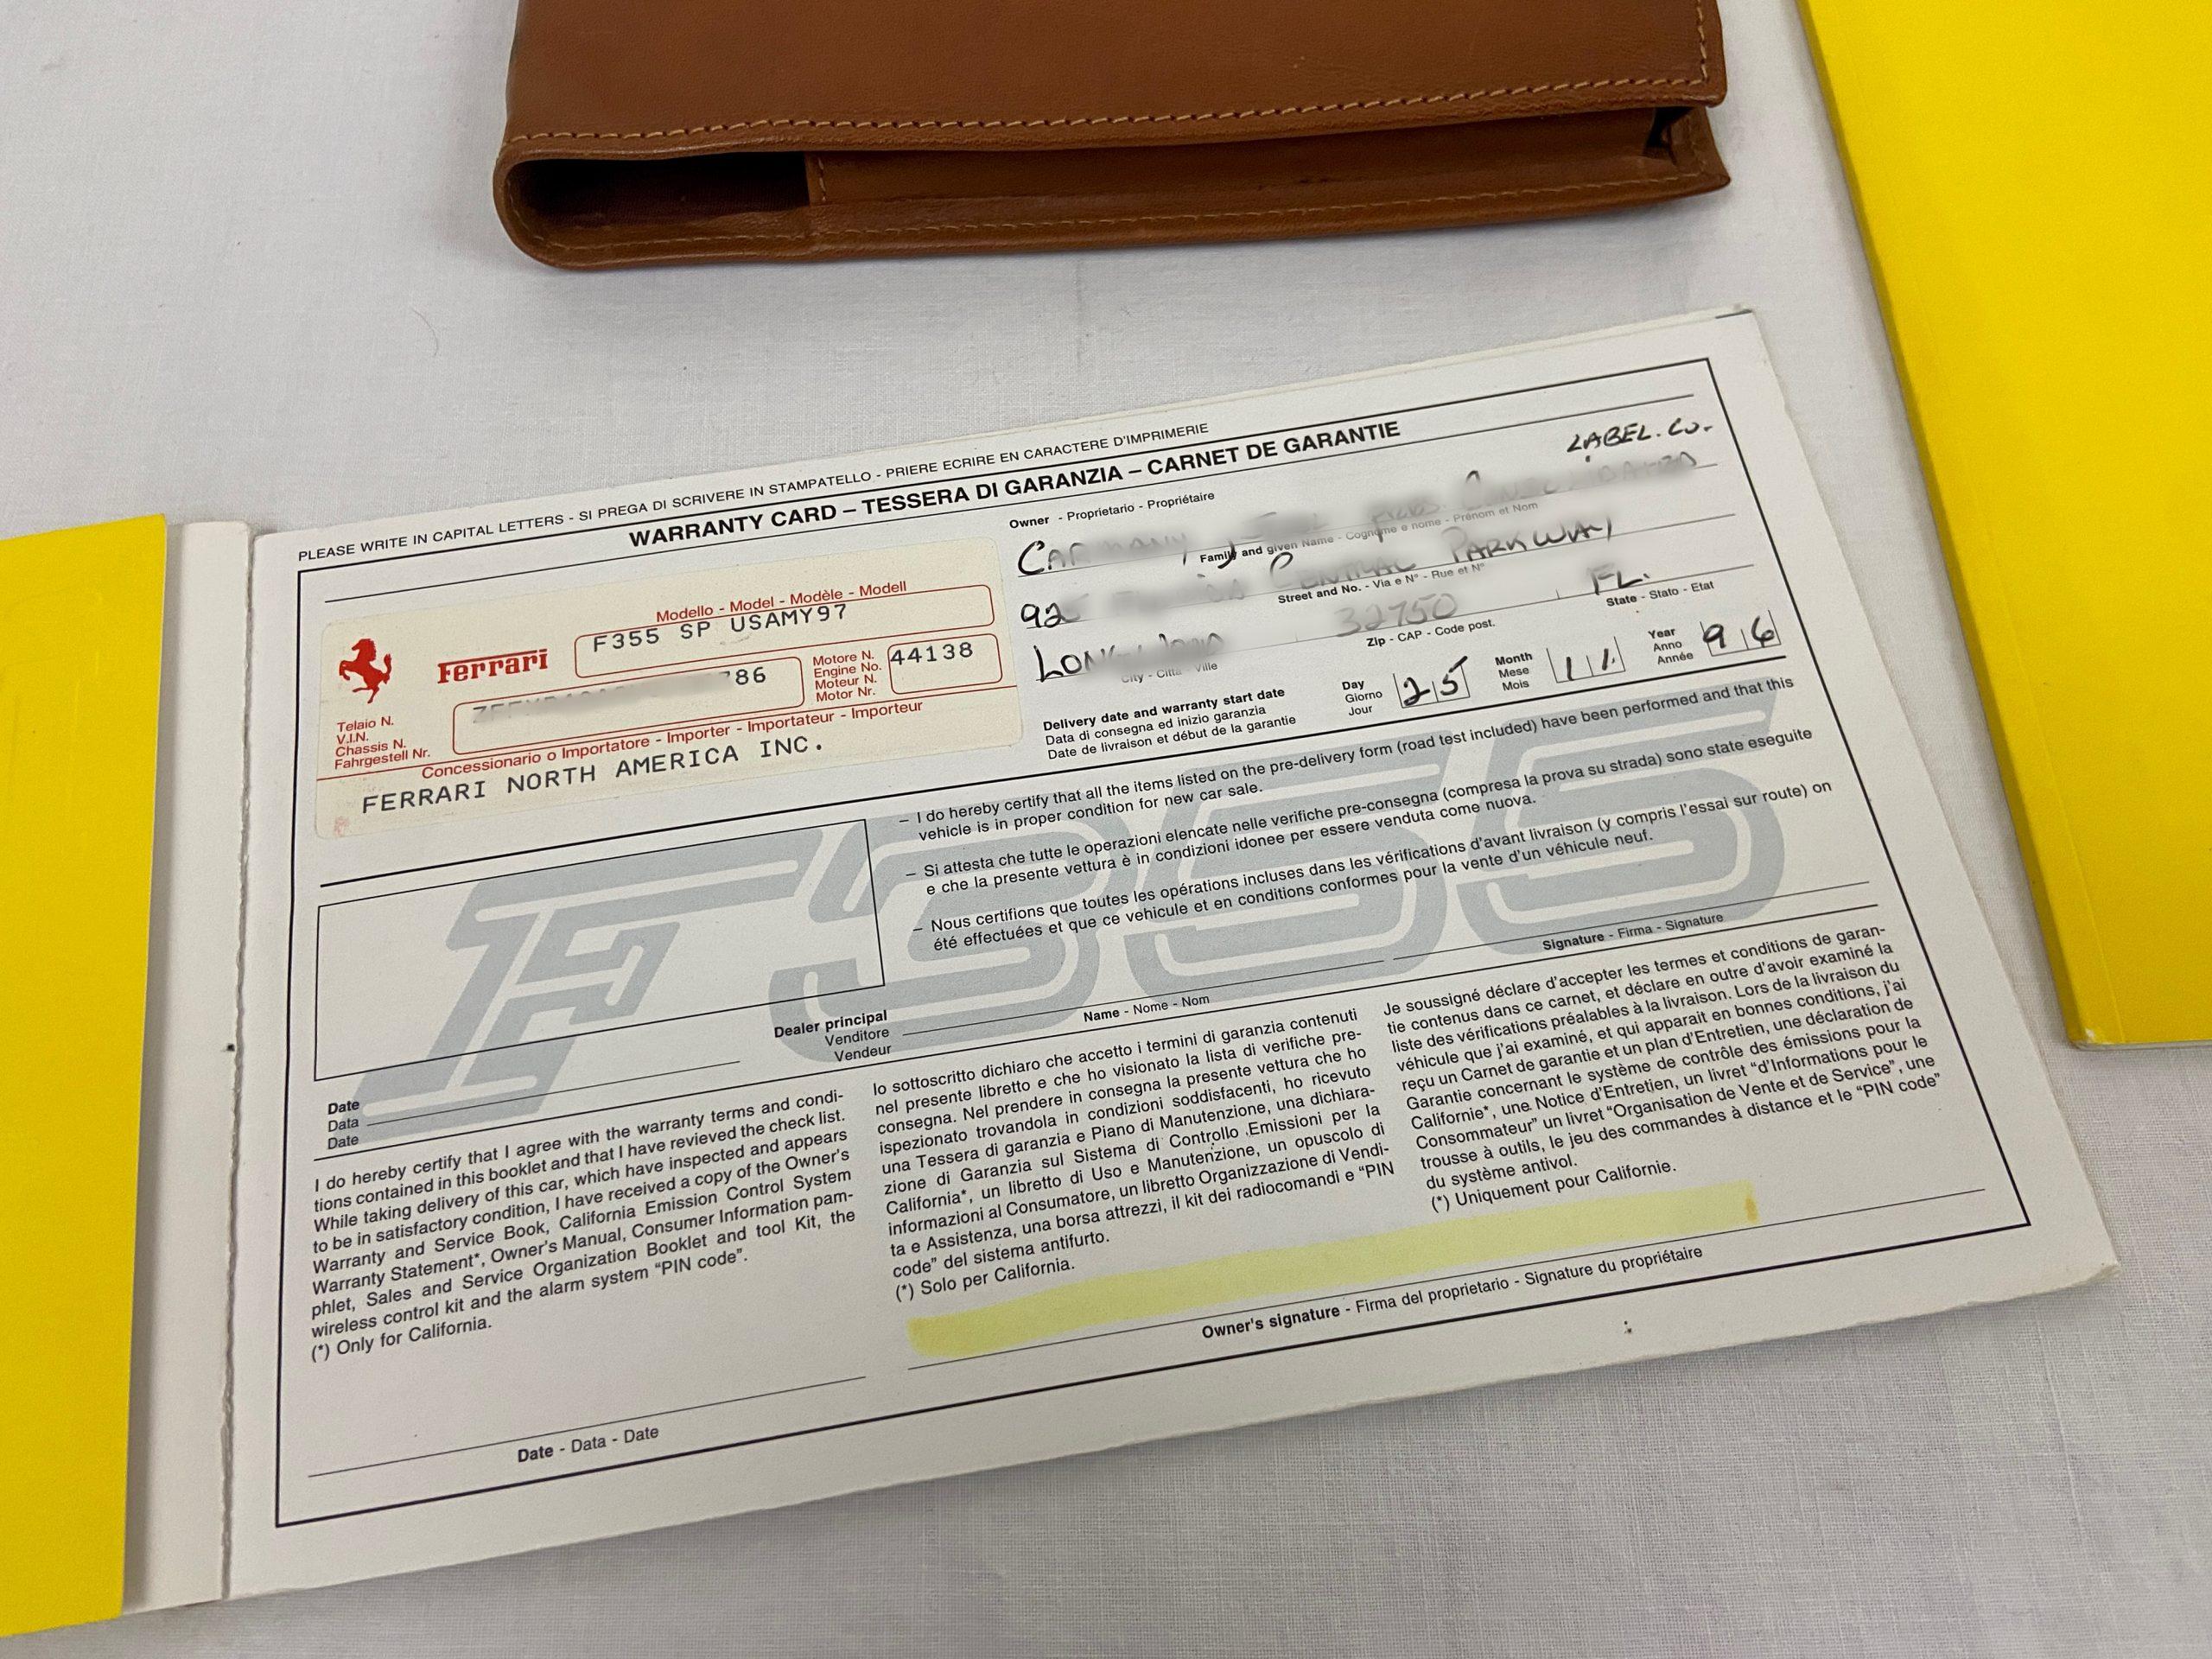 PLEASE WRITE IN CAPITAL LETTERS - SI PREGA DI SCRIVERE IN STAMPATELLO - PRIERE ECRIRE EN CARACTERE D'IMPRIMERIE
WARRANTY CARD – TESSERA DI GARANZIA – CARNET DE GARANTIE
Ferrari
Modello - Model - Modèle - Modell
F355 SP USAMY97
Telaio N.
V.I.N.
Chassis N.
Fahrgestell Nr.
86
Motore N.
Engine No.
Moteur N.
Motor Nr.
44138
Concessionario o Importatore - Importer - Importateur - Importeur
FERRARI NORTH AMERICA INC.
Owner - Proprietario - Propriétaire
LABEL. Co.
Family and given Name - Cognome e nome - Prénom et Nom
PARKWAY
Street and No. - Via e N° - Rue et N°
32750
FL.
City - Citta - Ville
Zip - CAP - Code post.
State - Stato - Etat
Delivery date and warranty start date
Data di consegna ed inizio garanzia
Date de livraison et début de la garantie
Day
Giorno
Jour
25
Month
Mese
Mois
11
Year
Anno
Année
96
– I do hereby certify that all the items listed on the pre-delivery form (road test included) have been performed and that this
vehicle is in proper condition for new car sale.
– Si attesta che tutte le operazioni elencate nelle verifiche pre-consegna (compresa la prova su strada) sono state eseguite
e che la presente vettura è in condizioni idonee per essere venduta come nuova.
– Nous certifions que toutes les opérations incluses dans les vérifications d'avant livraison (y compris l'essai sur route) on
été effectuées et que ce vehicule et en conditions conformes pour la vente d'un véhicule neuf.
F355
Dealer principal
Venditore
Vendeur
Name - Nome - Nom
Signature - Firma - Signature
Date
Data
Date
I do hereby certify that I agree with the warranty terms and condi-
tions contained in this booklet and that I have revieved the check list.
While taking delivery of this car, which have inspected and appears
to be in satisfactory condition, I have received a copy of the Owner's
Warranty and Service Book, California Emission Control System
Warranty Statement*, Owner's Manual, Consumer Information pam-
phlet, Sales and Service Organization Booklet and tool Kit, the
wireless control kit and the alarm system “PIN code”.
(*) Only for California.
Date - Data - Date
Io sottoscritto dichiaro che accetto i termini di garanzia contenuti
nel presente libretto e che ho visionato la lista di verifiche pre-
consegna. Nel prendere in consegna la presente vettura che ho
ispezionato trovandola in condizioni soddisfacenti, ho ricevuto
una Tessera di garanzia e Piano di Manutenzione, una dichiara-
zione di Garanzia sul Sistema di Controllo Emissioni per la
California*, un libretto di Uso e Manutenzione, un opuscolo di
informazioni al Consumatore, un libretto Organizzazione di Vendi-
ta e Assistenza, una borsa attrezzi, il kit dei radiocomandi e “PIN
code” del sistema antifurto.
(*) Solo per California.
Je soussigné déclare d'accepter les termes et conditions de garan-
tie contenus dans ce carnet, et déclare en outre d'avoir examiné la
liste des vérifications préalables à la livraison. Lors de la livraison du
véhicule que j'ai examiné, et qui apparait en bonnes conditions, j'ai
reçu un Carnet de garantie et un plan d'Entretien, une déclaration de
Garantie concernant le système de contrôle des émissions pour la
Californie*, une Notice d'Entretien, un livret “d'Informations pour le
Consommateur” un livret “Organisation de Vente et de Service”, une
trousse à outils, le jeu des commandes à distance et le “PIN code”
du système antivol.
(*) Uniquement pour Californie.
Owner's signature - Firma del proprietario - Signature du propriétaire